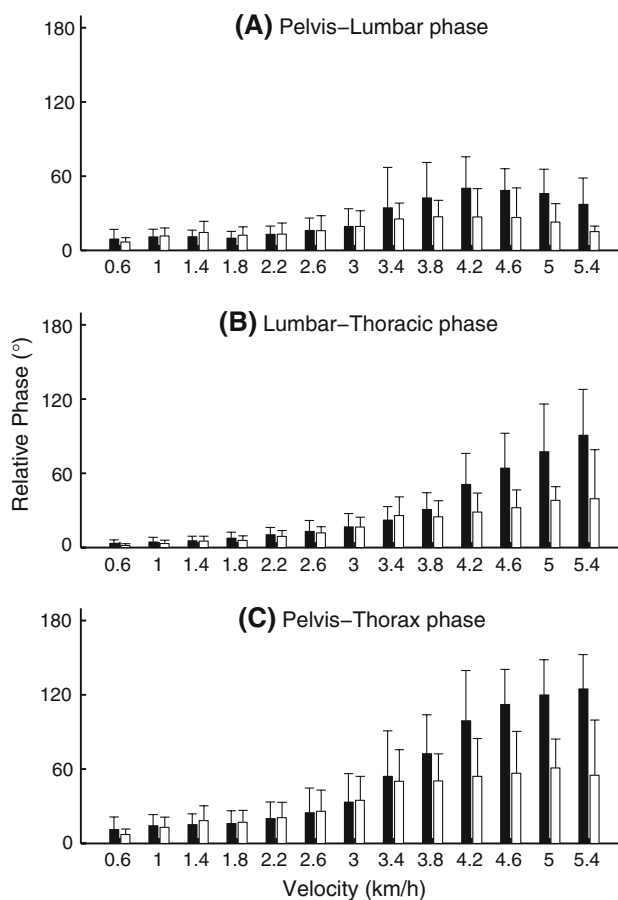 (A) Pelvis–Lumbar phase
180
120
60
0
0.6 1 1.4 1.8 2.2 2.6 3 3.4 3.8 4.2 4.6 5 5.4
(B) Lumbar–Thoracic phase
180
120
60
0
0.6 1 1.4 1.8 2.2 2.6 3 3.4 3.8 4.2 4.6 5 5.4
Relative Phase (°)
(C) Pelvis–Thorax phase
180
120
60
0
0.6 1 1.4 1.8 2.2 2.6 3 3.4 3.8 4.2 4.6 5 5.4
Velocity (km/h)